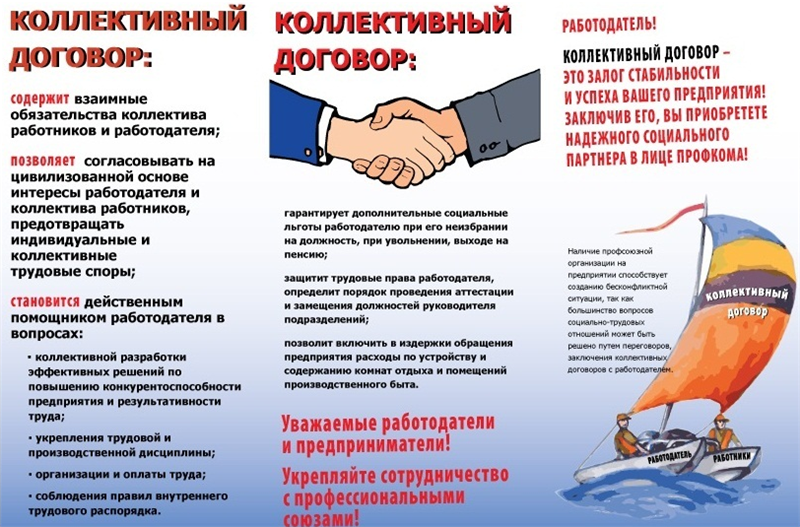 КОЛЛЕКТИВНЫЙ
ДОГОВОР:
содержит взаимные
обязательства коллектива
работников и работодателя;
позволяет согласовывать на
цивилизованной основе
интересы работодателя и
коллектива работников,
предотвращать
индивидуальные и
коллективные
трудовые споры;
становится действенным
помощником работодателя в
вопросах:
• коллективной разработки
эффективных решений по
повышению конкурентоспособности
предприятия и результативности
труда;
• укрепления трудовой и
производственной дисциплины;
• организации и оплаты труда;
• соблюдения правил внутреннего
трудового распорядка.
КОЛЛЕКТИВНЫЙ
ДОГОВОР:
гарантирует дополнительные социальные
льготы работодателю при его неизбрании
на должность, при увольнении, выходе на
пенсию;
защитит трудовые права работодателя,
определит порядок проведения аттестации
и замещения должностей руководителя
подразделений;
позволит включить в издержки обращения
предприятия расходы по устройству и
содержанию комнат отдыха и помещений
производственного быта.
Уважаемые работодатели
и предприниматели!
Укрепляйте сотрудничество
с профессиональными
союзами!
РАБОТОДАТЕЛЬ!
КОЛЛЕКТИВНЫЙ ДОГОВОР –
ЭТО ЗАЛОГ СТАБИЛЬНОСТИ
И УСПЕХА ВАШЕГО ПРЕДПРИЯТИЯ!
ЗАКЛЮЧИВ ЕГО, ВЫ ПРИОБРЕТЕТЕ
НАДЕЖНОГО СОЦИАЛЬНОГО
ПАРТНЕРА В ЛИЦЕ ПРОФКОМА!
Наличие профсоюзной
организации на
предприятии способствует
созданию бесконфликтной
ситуации, так как
большинство вопросов
социально-трудовых
отношений может быть
решено путем переговоров,
заключения коллективных
договоров с работодателем.
коллективный
договор
РАБОТОДАТЕЛЬ
РАБОТНИКИ